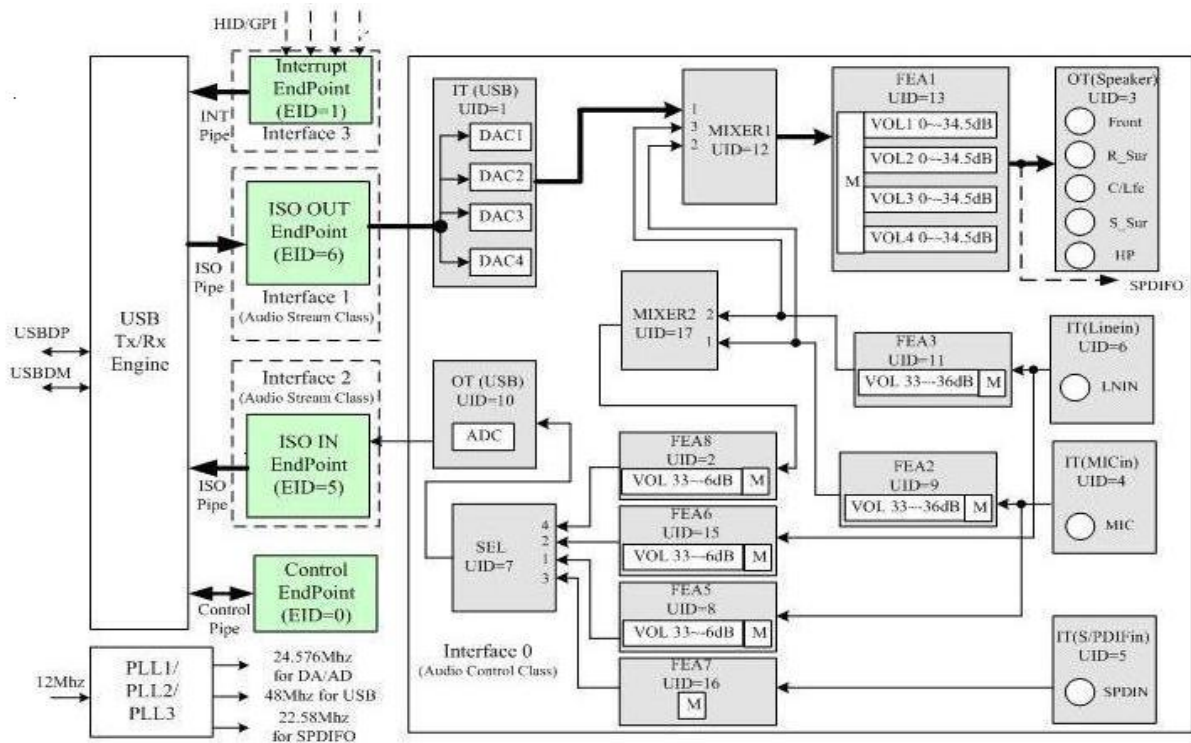 HID/GPI
Interrupt
EndPoint
(EID=1)
INT
Pipe
Interface 3
ISO OUT
EndPoint
(EID=6)
ISO
Pipe
Interface 1
(Audio Stream Class)
USB
Tx/Rx
Engine
USBDP
USBDM
Interface 2
(Audio Stream Class)
ISO IN
EndPoint
(EID=5)
ISO
Pipe
Control
EndPoint
(EID=0)
Control
Pipe
12Mhz
PLL1/
PLL2/
PLL3
24.576Mhz
for DA/AD
48Mhz for USB
22.58Mhz
for SPDIFO
IT (USB)
UID=1
DAC1
DAC2
DAC3
DAC4
1
3
2
MIXER1
UID=12
FEA1
UID=13
M
VOL1 0~-34.5dB
VOL2 0~-34.5dB
VOL3 0~-34.5dB
VOL4 0~-34.5dB
OT(Speaker)
UID=3
Front
R_Sur
C/Lfe
S_Sur
HP
SPDIFO
MIXER2
UID=17
2
1
FEA3
UID=11
VOL 33~-36dB M
IT(Linein)
UID=6
LNIN
OT (USB)
UID=10
ADC
FEA8
UID=2
VOL 33~-6dB M
FEA2
UID=9
VOL 33~-36dB M
IT(MICin)
UID=4
MIC
SEL
UID=7
4
2
1
3
FEA6
UID=15
VOL 33~-6dB M
FEA5
UID=8
VOL 33~-6dB M
Interface 0
(Audio Control Class)
FEA7
UID=16
M
IT(S/PDIFin)
UID=5
SPDIN